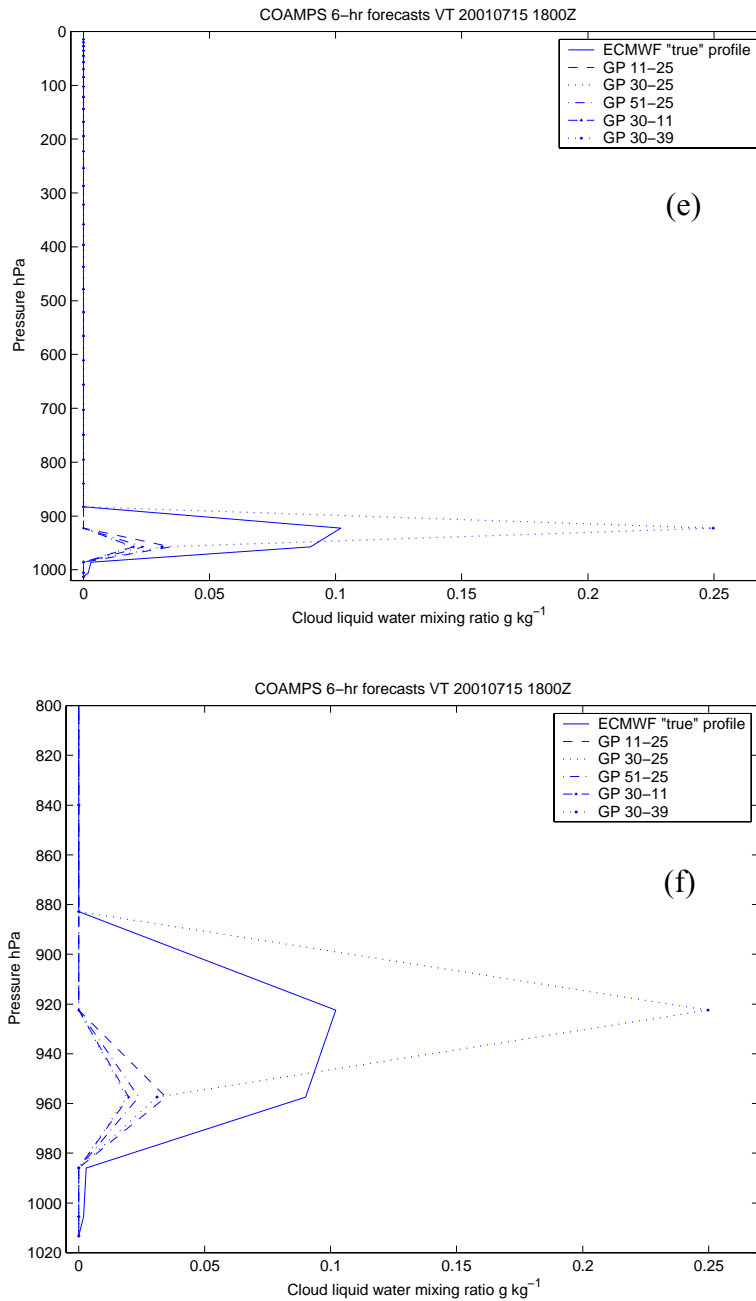 COAMPS 6-hr forecasts VT 20010715 1800Z
ECMWF "true" profile
GP 11-25
GP 30-25
GP 51-25
GP 30-11
GP 30-39
(e)
Pressure hPa
0
100
200
300
400
500
600
700
800
900
1000
0 0.05 0.1 0.15 0.2 0.25
Cloud liquid water mixing ratio g kg⁻¹
COAMPS 6-hr forecasts VT 20010715 1800Z
ECMWF "true" profile
GP 11-25
GP 30-25
GP 51-25
GP 30-11
GP 30-39
(f)
Pressure hPa
800
820
840
860
880
900
920
940
960
980
1000
1020
0 0.05 0.1 0.15 0.2 0.25
Cloud liquid water mixing ratio g kg⁻¹